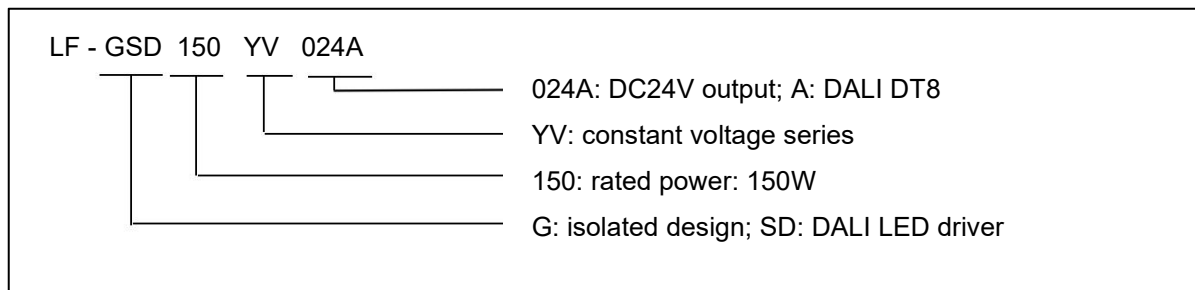 LF - GSD 150 YV 024A
024A: DC24V output; A: DALI DT8
YV: constant voltage series
150: rated power: 150W
G: isolated design; SD: DALI LED driver